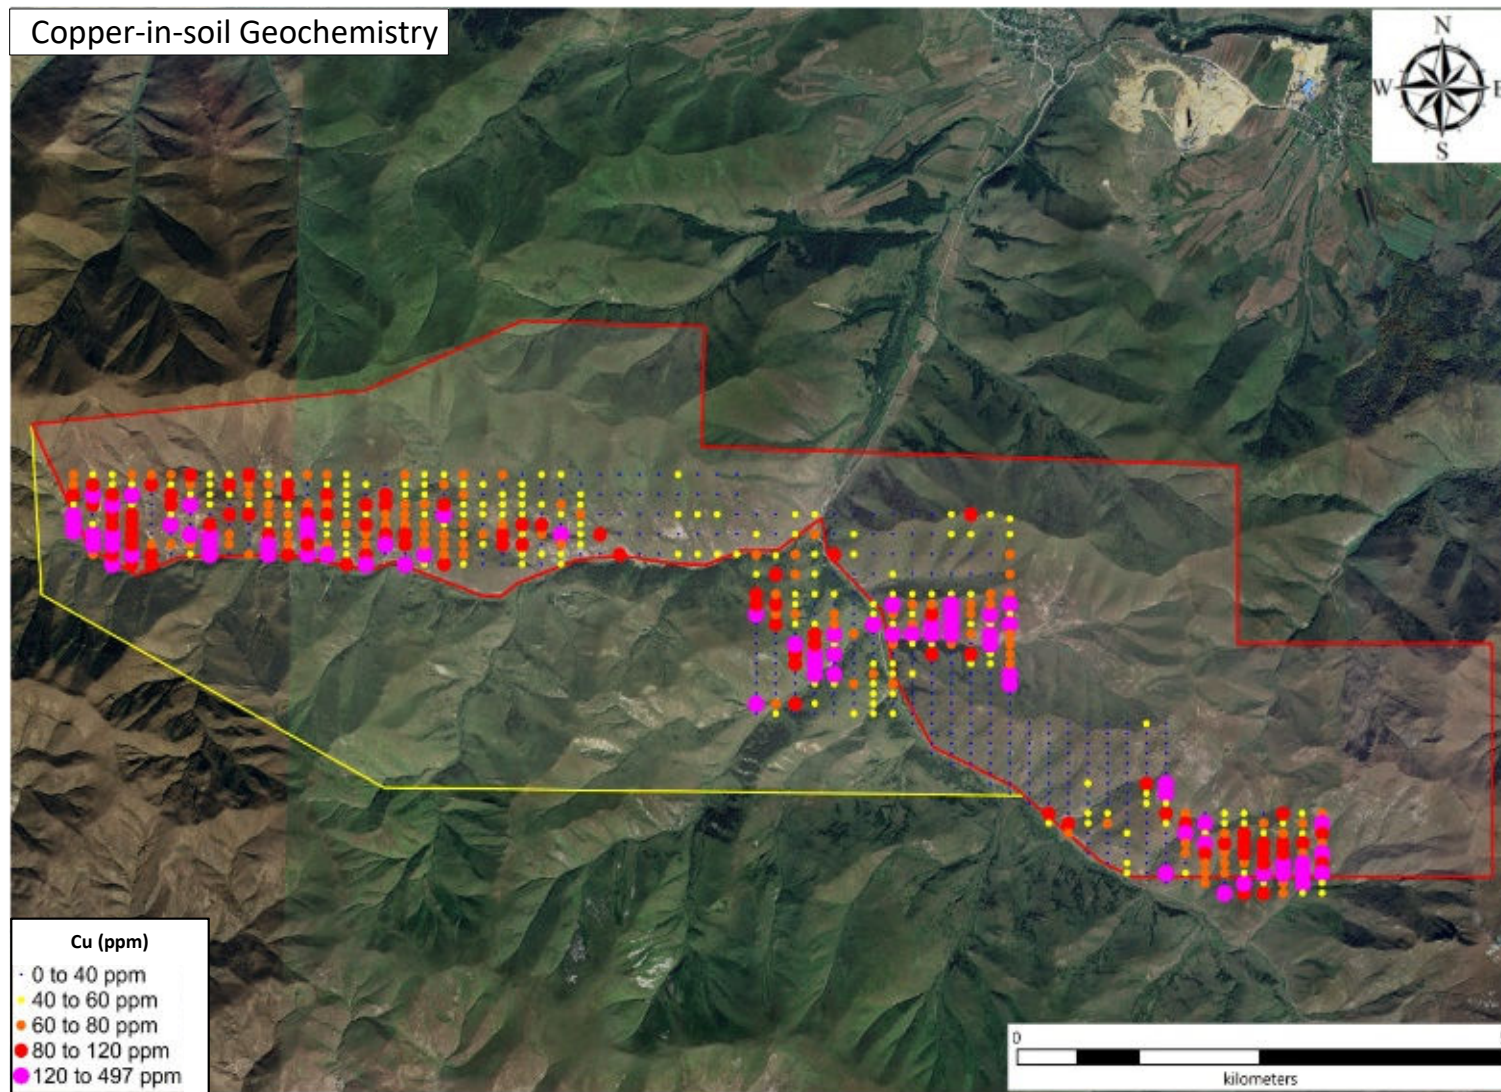 Copper-in-soil Geochemistry
N
W E
S
Cu (ppm)
0 to 40 ppm
40 to 60 ppm
60 to 80 ppm
80 to 120 ppm
120 to 497 ppm
0
kilometers